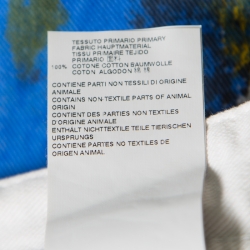 TESSUTO PRIMARIO PRIMARY
FABRIC HAUPTMATERIAL
TISSU PRIMAIRE TEJIDO
PRIMARIO
100% COTONE COTTON BAUMWOLLE
COTON ALGODON
CONTIENE PARTI NON TESSILI DI ORIGINE
ANIMALE
CONTAINS NON TEXTILE PARTS OF ANIMAL
ORIGIN
CONTIENT DES PARTIES NON TEXTILES
D'ORIGINE ANIMALE
ENTHÄLT NICHTTEXTILE TEILE TIERISCHEN
URSPRUNGS
CONTIENE PARTES NO TEXTILES DE
ORIGEN ANIMAL.